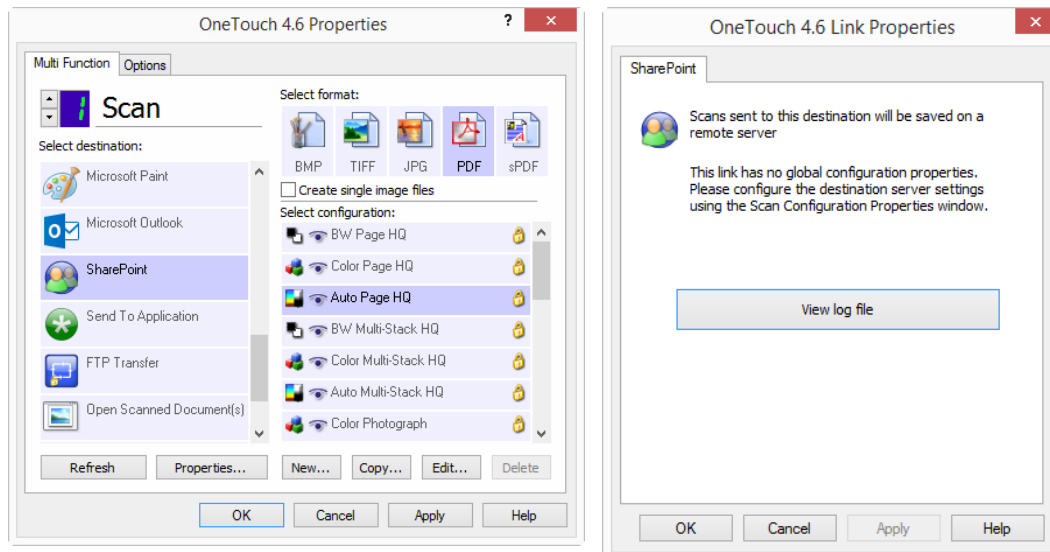 OneTouch 4.6 Properties
?
×
Multi Function
Options
1
Scan
Select destination:
Microsoft Paint
Microsoft Outlook
SharePoint
Send To Application
FTP Transfer
Open Scanned Document(s)
Refresh
Properties...
Select format:
BMP
TIFF
JPG
PDF
sPDF
Create single image files
Select configuration:
BW Page HQ
Color Page HQ
Auto Page HQ
BW Multi-Stack HQ
Color Multi-Stack HQ
Auto Multi-Stack HQ
Color Photograph
New...
Copy...
Edit...
Delete
OK
Cancel
Apply
Help
OneTouch 4.6 Link Properties
×
SharePoint
Scans sent to this destination will be saved on a
remote server
This link has no global configuration properties.
Please configure the destination server settings
using the Scan Configuration Properties window.
View log file
OK
Cancel
Apply
Help